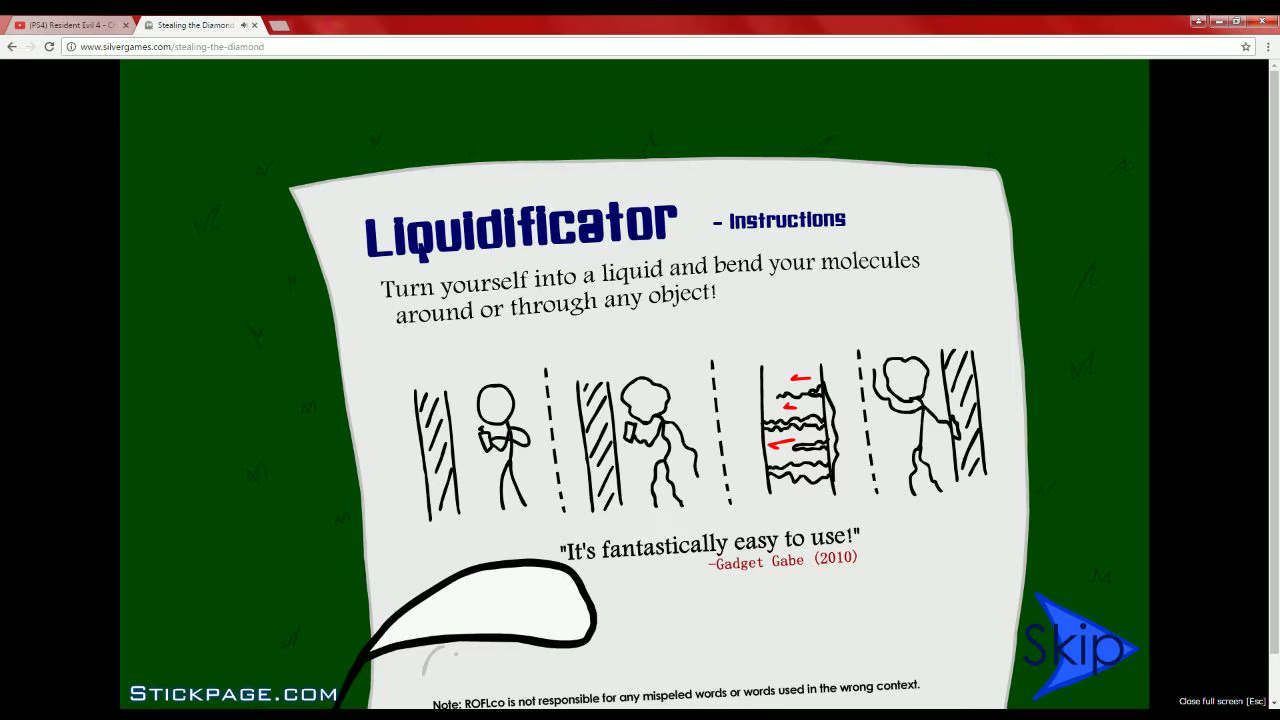 (PS4) Resident Evil 4 - Ch
Stealing the Diamond
www.silvergames.com/stealing-the-diamond
Liquidificator - Instructions
Turn yourself into a liquid and bend your molecules
around or through any object!
"It's fantastically easy to use!"
-Gadget Gabe (2010)
Skip
STICKPAGE.COM
Note: ROFLco is not responsible for any mispeled words or words used in the wrong context.
Close full screen [Esc]